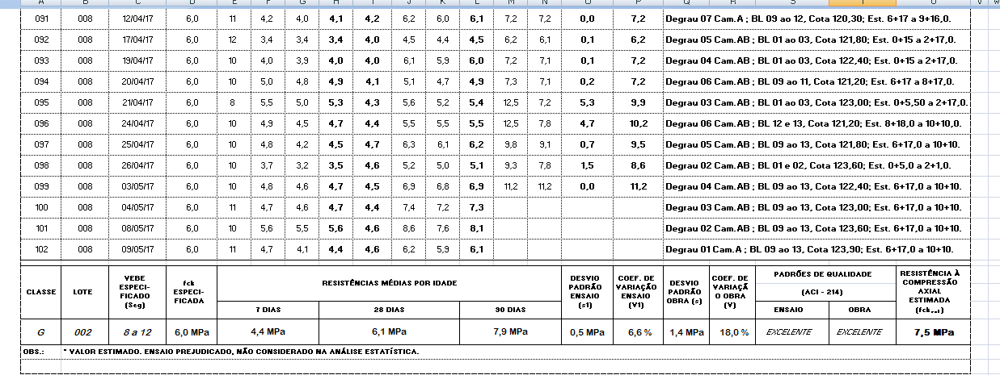 A B C D E F G H I J K L M N O P Q R S T U V W
091 008 12/04/17 6,0 11 4,2 4,0 4,1 4,2 6,2 6,0 6,1 7,2 7,2 0,0 7,2 Degrau 07 Cam.A ; BL 09 ao 12, Cota 120,30; Est. 6+17 a 9+16,0.
092 008 17/04/17 6,0 12 3,4 3,4 3,4 4,0 4,5 4,4 4,5 6,2 6,1 0,1 6,2 Degrau 05 Cam.AB ; BL 01 ao 03, Cota 121,80; Est. 0+15 a 2+17,0.
093 008 19/04/17 6,0 10 4,0 3,9 4,0 4,0 6,1 5,9 6,0 7,2 7,1 0,1 7,2 Degrau 04 Cam.AB ; BL 01 ao 03, Cota 122,40; Est. 0+15 a 2+17,0.
094 008 20/04/17 6,0 10 5,0 4,8 4,9 4,1 5,1 4,7 4,9 7,3 7,1 0,2 7,2 Degrau 06 Cam.AB ; BL 09 ao 11, Cota 121,20; Est. 6+17 a 8+17,0.
095 008 21/04/17 6,0 8 5,5 5,0 5,3 4,3 5,6 5,2 5,4 12,5 7,2 5,3 9,9 Degrau 03 Cam.AB ; BL 01 ao 03, Cota 123,00; Est. 0+5,50 a 2+17,0.
096 008 24/04/17 6,0 10 4,9 4,5 4,7 4,4 5,5 5,5 5,5 12,5 7,8 4,7 10,2 Degrau 06 Cam.AB ; BL 12 e 13, Cota 121,20; Est. 8+18,0 a 10+10,0.
097 008 25/04/17 6,0 10 4,8 4,2 4,5 4,7 6,3 6,1 6,2 9,8 9,1 0,7 9,5 Degrau 05 Cam.AB ; BL 09 ao 13, Cota 121,80; Est. 6+17,0 a 10+10.
098 008 26/04/17 6,0 10 3,7 3,2 3,5 4,6 5,2 5,0 5,1 9,3 7,8 1,5 8,6 Degrau 02 Cam.AB ; BL 01 e 02, Cota 123,60; Est. 0+5,0 a 2+1,0.
099 008 03/05/17 6,0 10 4,8 4,6 4,7 4,5 6,9 6,8 6,9 11,2 11,2 0,0 11,2 Degrau 04 Cam.AB ; BL 09 ao 13, Cota 122,40; Est. 6+17,0 a 10+10.
100 008 04/05/17 6,0 11 4,7 4,6 4,7 4,4 7,4 7,2 7,3 Degrau 03 Cam.AB ; BL 09 ao 13, Cota 123,00; Est. 6+17,0 a 10+10.
101 008 08/05/17 6,0 10 5,6 5,5 5,6 4,6 8,6 7,6 8,1 Degrau 02 Cam.AB ; BL 09 ao 13, Cota 123,60; Est. 6+17,0 a 10+10.
102 008 09/05/17 6,0 11 4,7 4,1 4,4 4,6 6,2 5,9 6,1 Degrau 01 Cam.A ; BL 09 ao 13, Cota 123,90; Est. 6+17,0 a 10+10.
CLASSE
LOTE
VEBE
ESPECI-
FICADO
(Seg)
fck
ESPECI-
FICADA
RESISTÊNCIAS MÉDIAS POR IDADE
7 DIAS 28 DIAS 90 DIAS
DESVIO
PADRÃO
ENSAIO
(s1)
COEF. DE
VARIAÇÃO
ENSAIO
(V1)
DESVIO
PADRÃO
OBRA (s)
COEF. DE
VARIAÇÃ
O OBRA
(V)
PADRÕES DE QUALIDADE
(ACI - 214)
ENSAIO OBRA
RESISTÊNCIA À
COMPRESSÃO
AXIAL
ESTIMADA
G 002 8 a 12 6,0 MPa 4,4 MPa 6,1 MPa 7,9 MPa 0,5 MPa 6,6 % 1,4 MPa 18,0 % EXCELENTE EXCELENTE 7,5 MPa
OBS.: * VALOR ESTIMADO. ENSAIO PREJUDICADO, NÃO CONSIDERADO NA ANÁLISE ESTATÍSTICA.